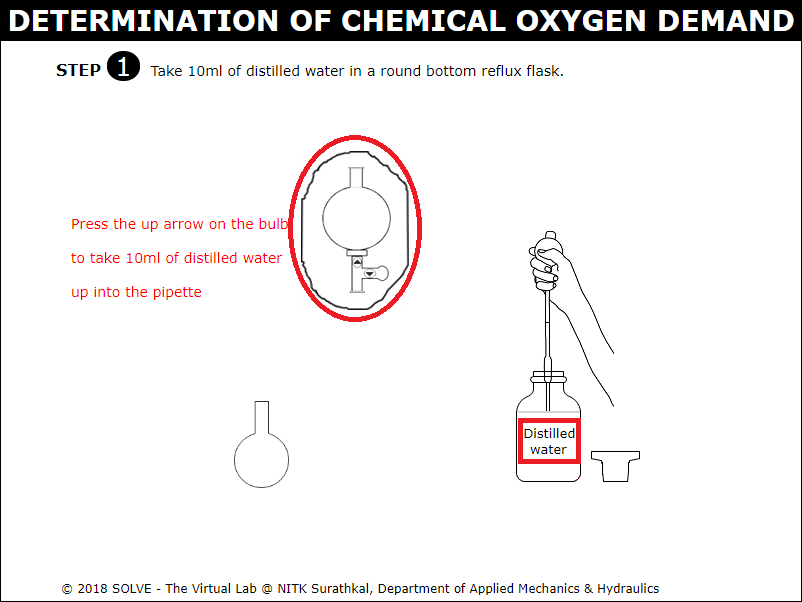 DETERMINATION OF CHEMICAL OXYGEN DEMAND
STEP 1 Take 10ml of distilled water in a round bottom reflux flask.
Press the up arrow on the bulb
to take 10ml of distilled water
up into the pipette
Distilled
water
© 2018 SOLVE - The Virtual Lab @ NITK Surathkal, Department of Applied Mechanics & Hydraulics